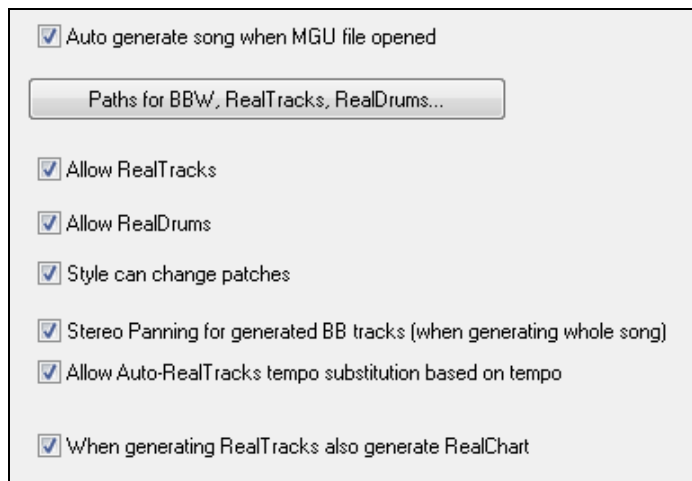 Auto generate song when MGU file opened
Paths for BBW, RealTracks, RealDrums...
Allow RealTracks
Allow RealDrums
Style can change patches
Stereo Panning for generated BB tracks (when generating whole song)
Allow Auto-RealTracks tempo substitution based on tempo
When generating RealTracks also generate RealChart